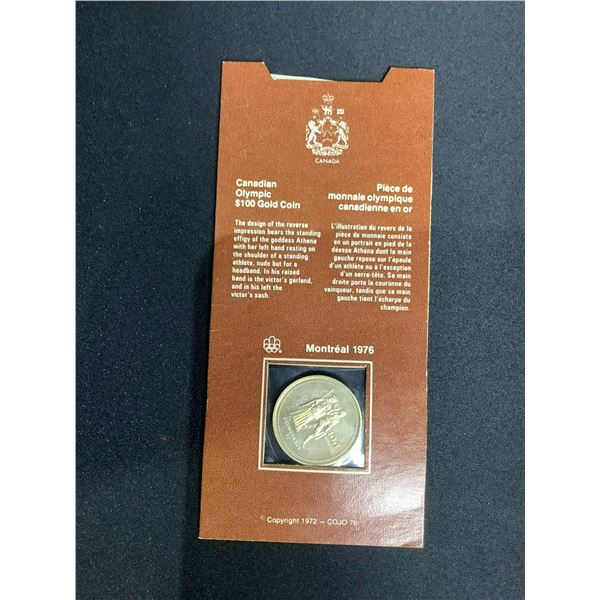 CANADA
Canadian
Olympic
$100 Gold Coin
The design of the reverse
impression bears the standing
effigy of the goddess Athena
with her left hand resting on
the shoulder of a standing
athlete, nude but for a
headband. In his raised
hand is the victor's garland,
and in his left the
victor's sash.
Pièce de
monnaie olympique
canadienne en or
L'illustration du revers de la
pièce de monnaie consiste
en un portrait en pied de la
déesse Athéna dont la main
gauche repose sur l'épaule
d'un athlète nu à l'exception
d'un serre-tête. Sa main
droite porte la couronne du
vainqueur, tandis que sa main
gauche tient l'écharpe du
champion.
Montréal 1976
100
© Copyright 1972 – COJO 76